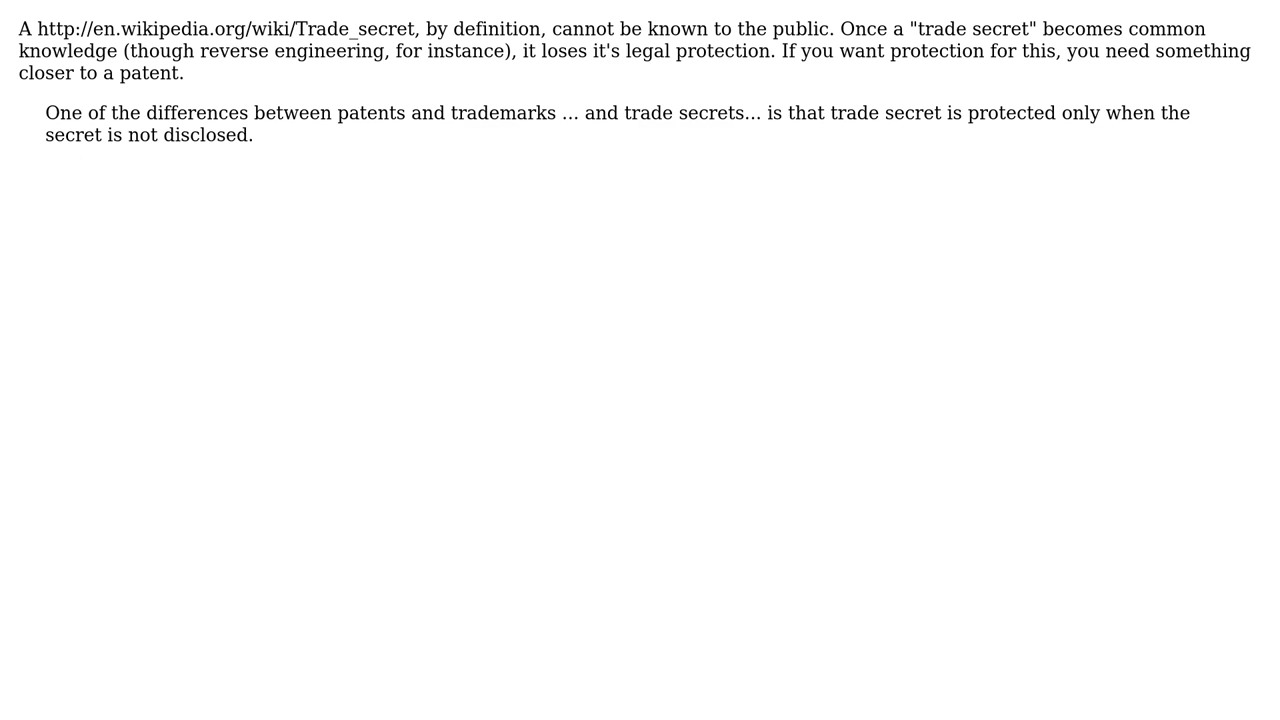 A http://en.wikipedia.org/wiki/Trade_secret, by definition, cannot be known to the public. Once a "trade secret" becomes common
knowledge (though reverse engineering, for instance), it loses it's legal protection. If you want protection for this, you need something
closer to a patent.
One of the differences between patents and trademarks ... and trade secrets... is that trade secret is protected only when the
secret is not disclosed.